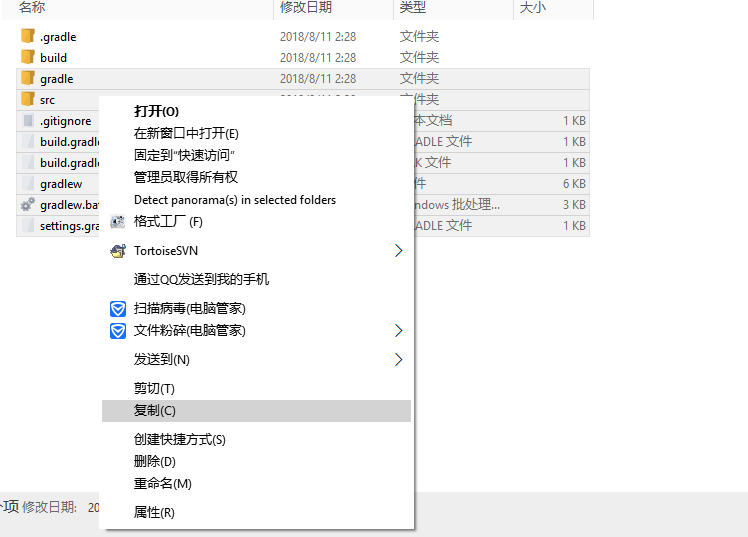 名称 修改日期 类型 大小
.gradle 2018/8/11 2:28 文件夹
build 2018/8/11 2:28 文件夹
gradle 2018/8/11 2:28 文件夹
src 文件夹
.gitignore 本文档 1 KB
build.gradle ADLE 文件 1 KB
build.gradle K 文件 1 KB
gradlew 件 6 KB
gradlew.bat ndows 批处理... 3 KB
settings.gra ADLE 文件 1 KB
打开(O)
在新窗口中打开(E)
固定到"快速访问"
管理员取得所有权
Detect panorama(s) in selected folders
格式工厂 (F)
TortoiseSVN
通过QQ发送到我的手机
扫描病毒(电脑管家)
文件粉碎(电脑管家)
发送到(N)
剪切(T)
复制(C)
创建快捷方式(S)
删除(D)
重命名(M)
属性(R)
个项 修改日期: 20